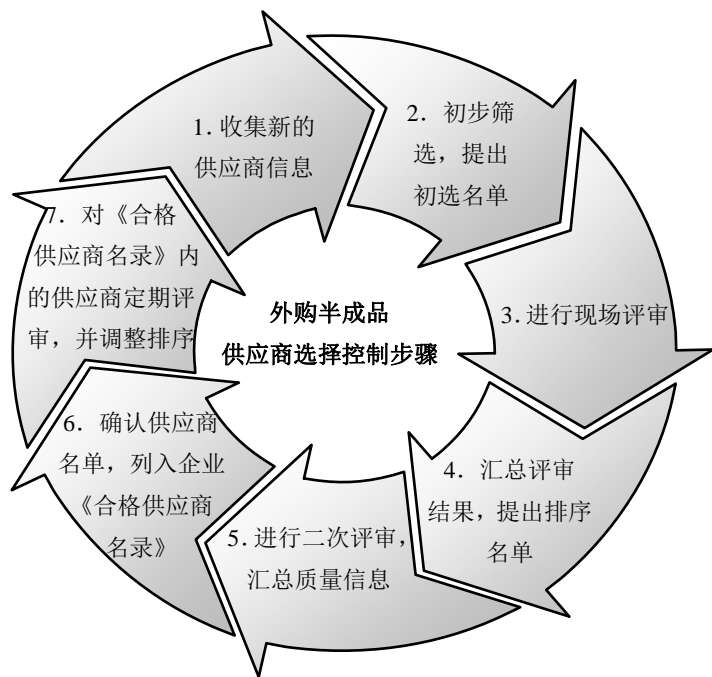 1. 收集新的
供应商信息
2．初步筛
选，提出
初选名单
3. 进行现场评审
4．汇总评审
结果，提出排序
名单
5. 进行二次评审，
汇总质量信息
6．确认供应商
名单，列入企业
《合格供应商
名录》
7．对《合格
供应商名录》内
的供应商定期评
审，并调整排序
外购半成品
供应商选择控制步骤